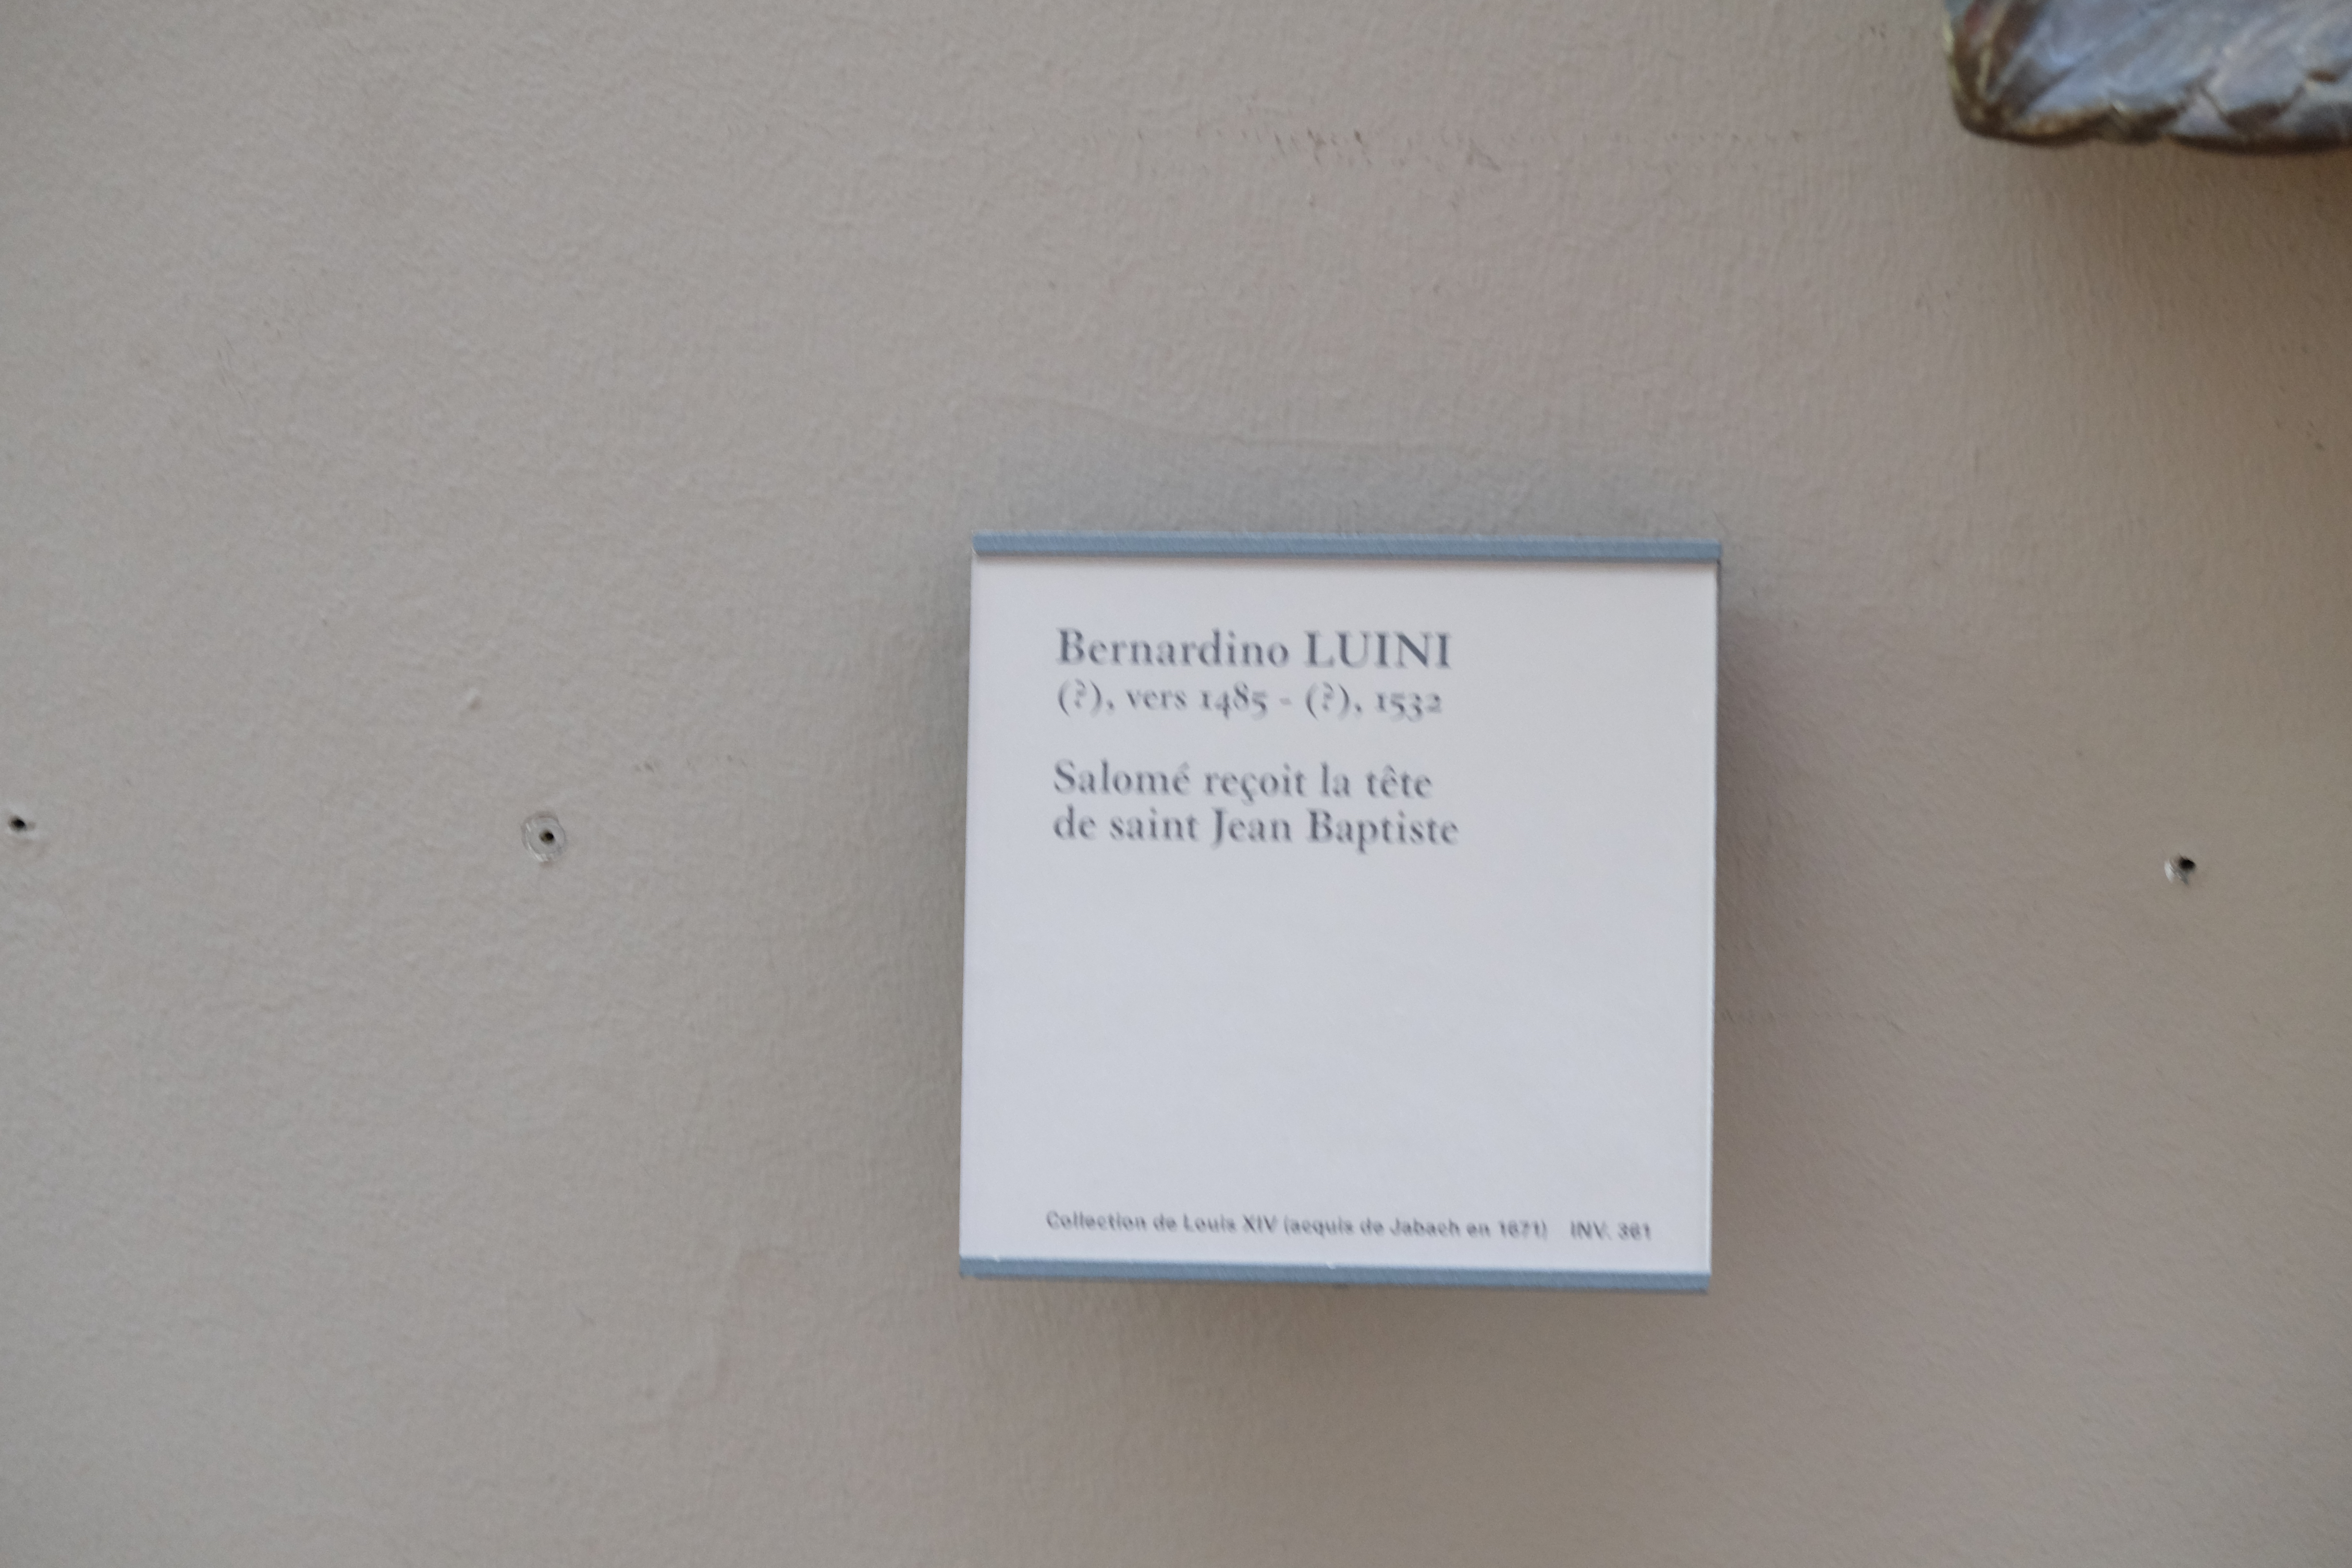 Bernardino LUINI
(?), vers 1485 - (?), 1532
Salomé reçoit la tête
de saint Jean Baptiste
Collection de Louis XIV (acquis de Jabach en 1671) INV. 361